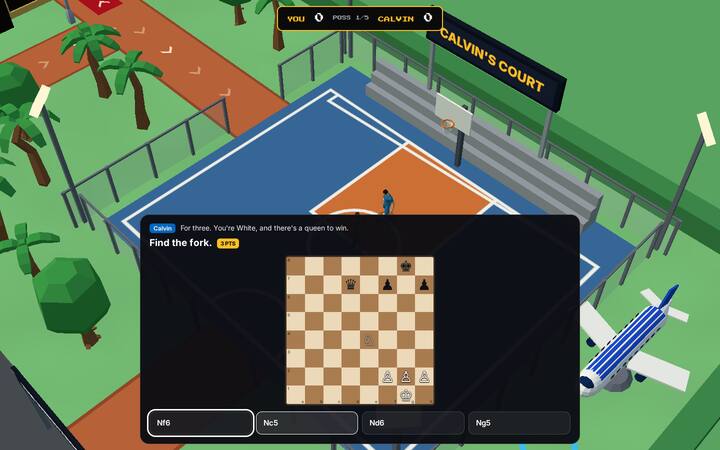 YOU 0 POSS 1/5 CALVIN 0
CALVIN'S COURT
Calvin For three. You're White, and there's a queen to win.
Find the fork. 3 PTS
Nf6 Nc5 Nd6 Ng5